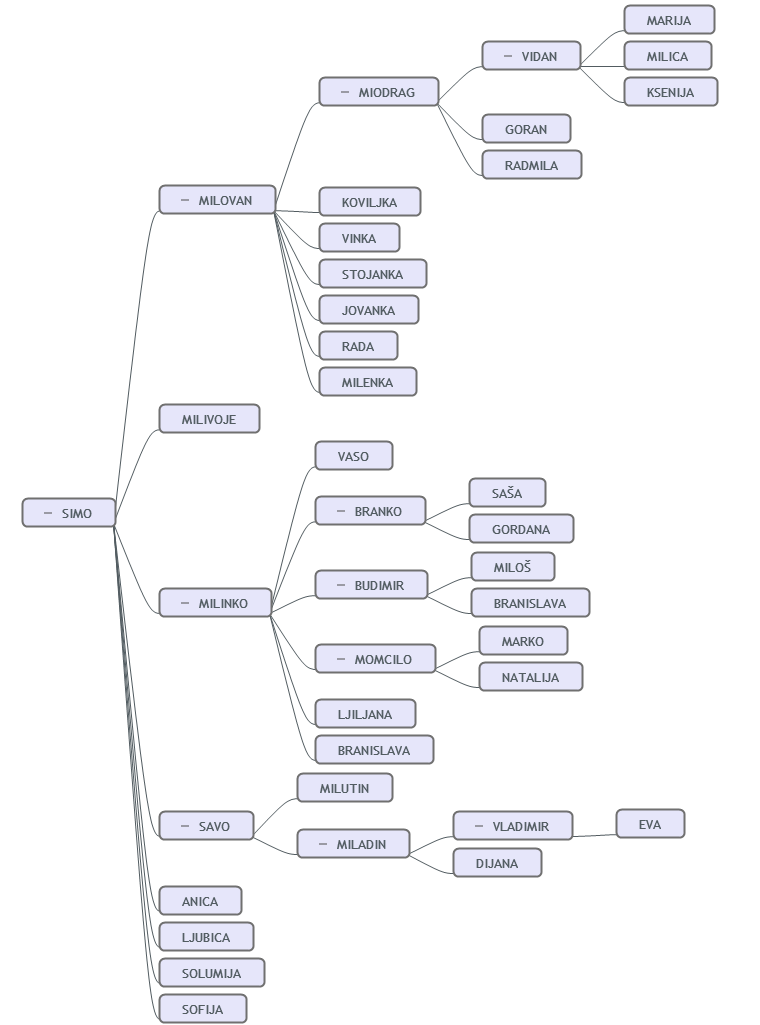 SIMO
MILOVAN
MIODRAG
VIDAN
MARIJA
MILICA
KSENIJA
GORAN
RADMILA
KOVILJKA
VINKA
STOJANKA
JOVANKA
RADA
MILENKA
MILIVOJE
MILINKO
VASO
BRANKO
SAŠA
GORDANA
BUDIMIR
MILOŠ
BRANISLAVA
MOMCILO
MARKO
NATALIJA
LJILJANA
BRANISLAVA
SAVO
MILUTIN
MILADIN
VLADIMIR
EVA
DIJANA
ANICA
LJUBICA
SOLUMIJA
SOFIJA